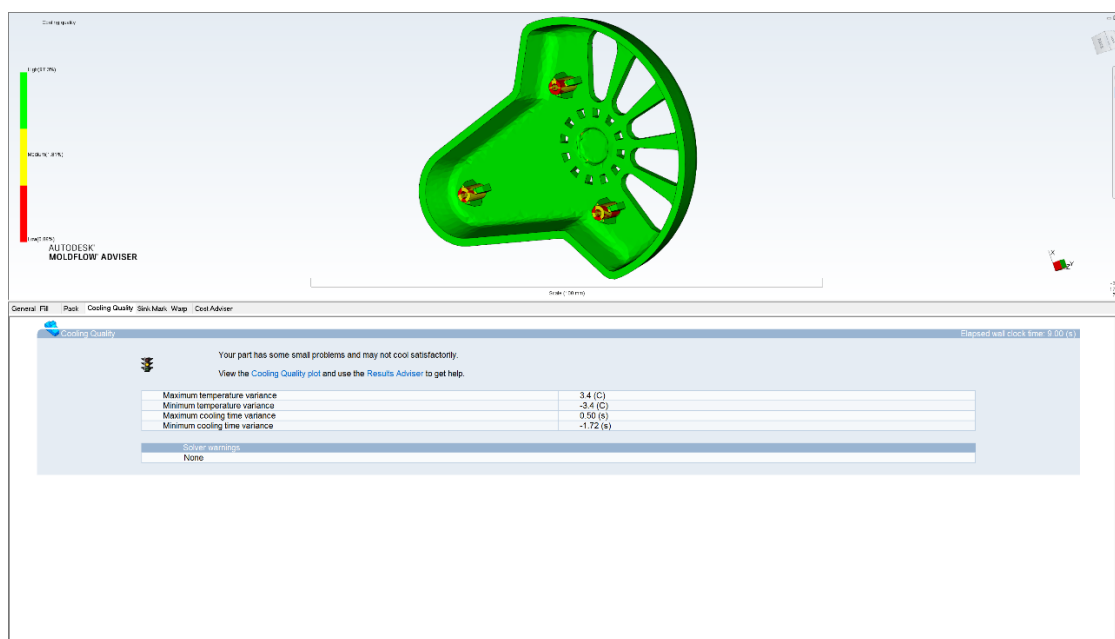 Cooling quality
AUTODESK'
MOLDFLOW' ADVISER
General Fill Pack Cooling Quality Sink Mark Warp Cost Adviser
Cooling Quality Elapsed wall clock time: 9.00 (s)
Your part has some small problems and may not cool satisfactorily.
View the Cooling Quality plot and use the Results Adviser to get help.
Maximum temperature variance 3.4 (C)
Minimum temperature variance -3.4 (C)
Maximum cooling time variance 0.50 (s)
Minimum cooling time variance -1.72 (s)
Solver warnings
None